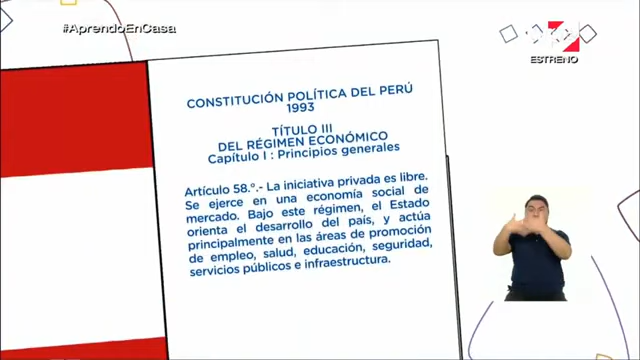 #AprendoEnCasa
ESTRENO
CONSTITUCIÓN POLÍTICA DEL PERÚ
1993
TÍTULO III
DEL RÉGIMEN ECONÓMICO
Capítulo I : Principios generales
Artículo 58.°.- La iniciativa privada es libre.
Se ejerce en una economía social de
mercado. Bajo este régimen, el Estado
orienta el desarrollo del país, y actúa
principalmente en las áreas de promoción
de empleo, salud, educación, seguridad,
servicios públicos e infraestructura.